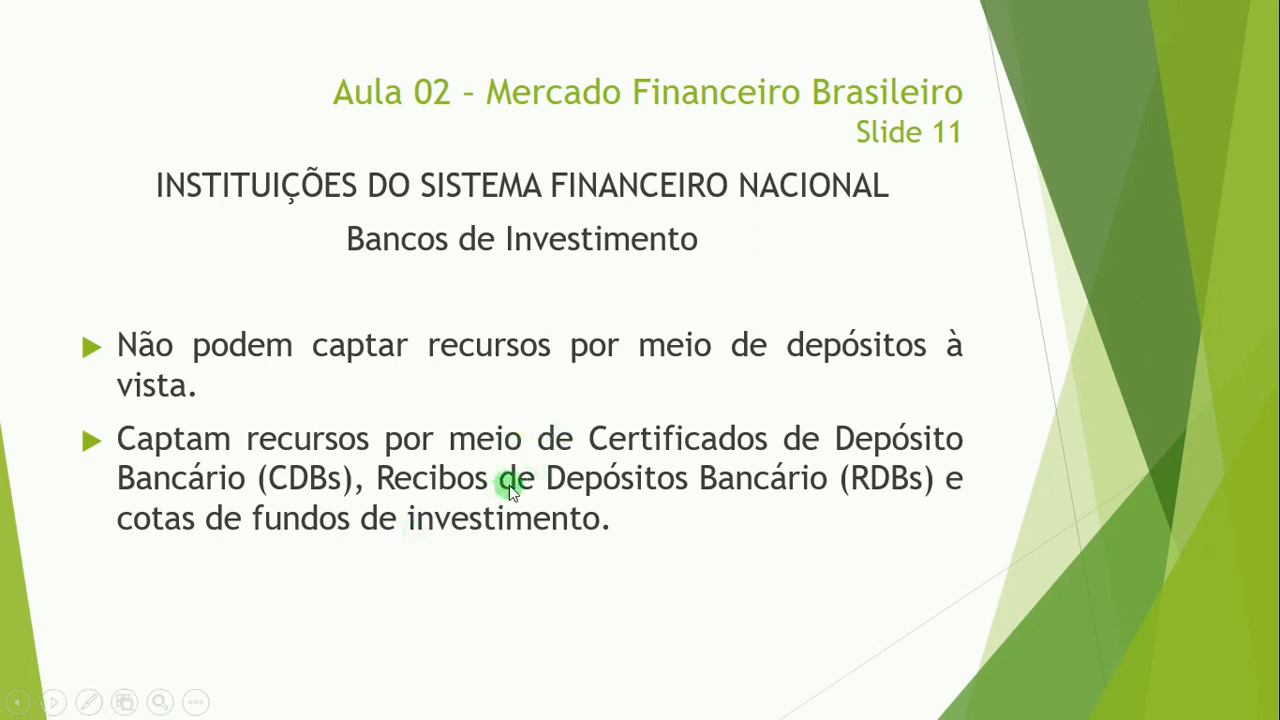 Aula 02 – Mercado Financeiro Brasileiro
Slide 11
INSTITUIÇÕES DO SISTEMA FINANCEIRO NACIONAL
Bancos de Investimento
Não podem captar recursos por meio de depósitos à
vista.
Captam recursos por meio de Certificados de Depósito
Bancário (CDBs), Recibos de Depósitos Bancário (RDBs) e
cotas de fundos de investimento.